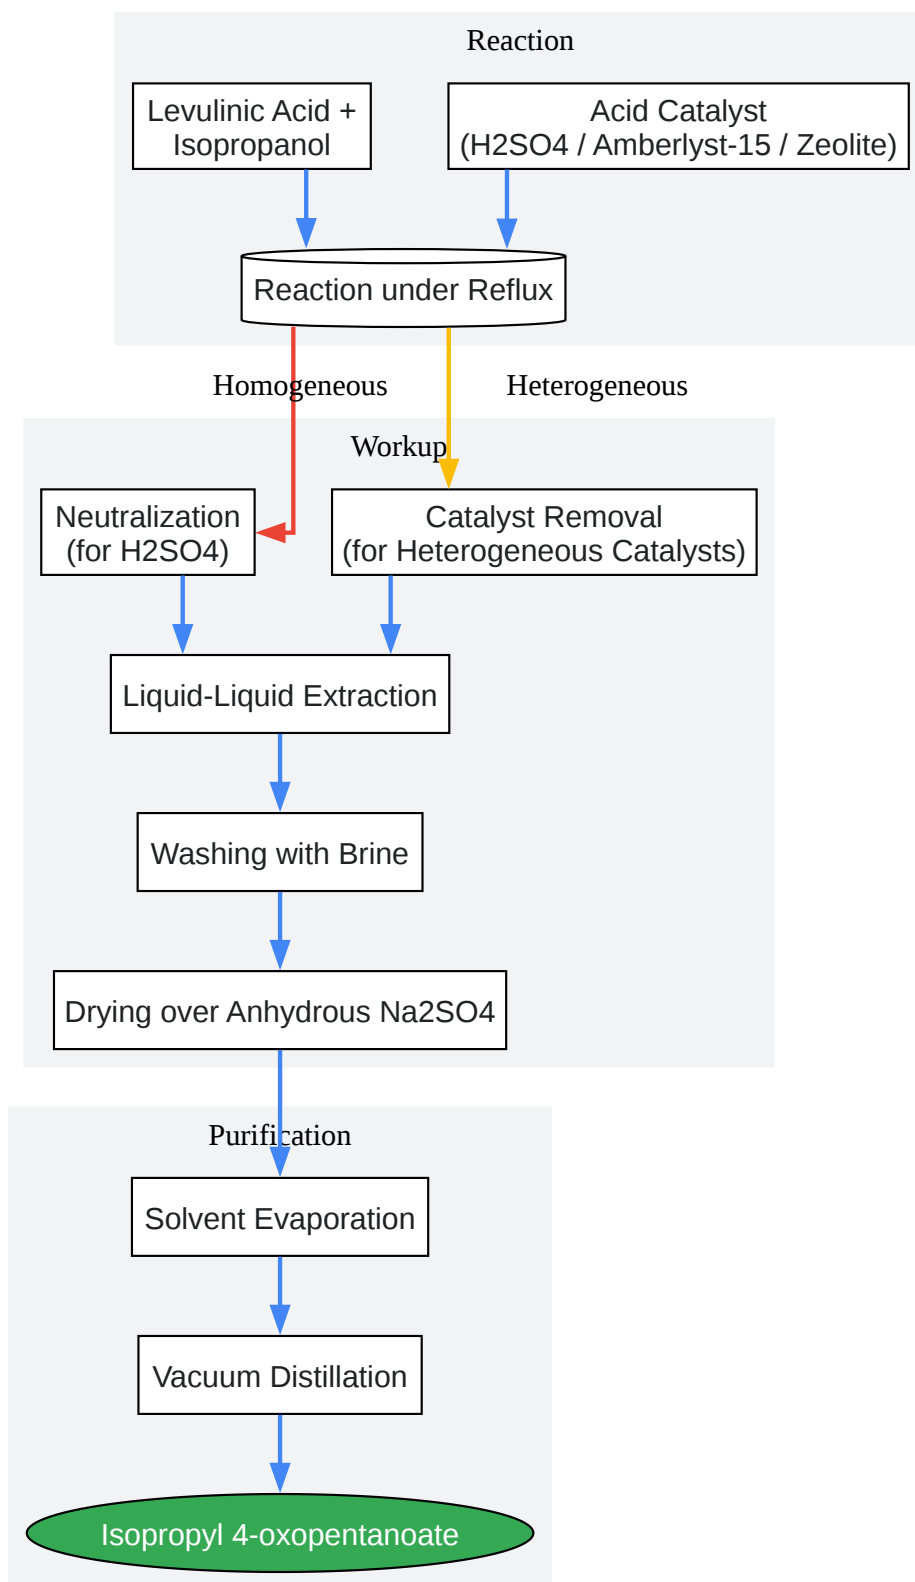 Reaction
Levulinic Acid +
Isopropanol
Acid Catalyst
(H2SO4 / Amberlyst-15 / Zeolite)
Reaction under Reflux
Homogeneous
Heterogeneous
Workup
Neutralization
(for H2SO4)
Catalyst Removal
(for Heterogeneous Catalysts)
Liquid-Liquid Extraction
Washing with Brine
Drying over Anhydrous Na2SO4
Purification
Solvent Evaporation
Vacuum Distillation
Isopropyl 4-oxopentanoate